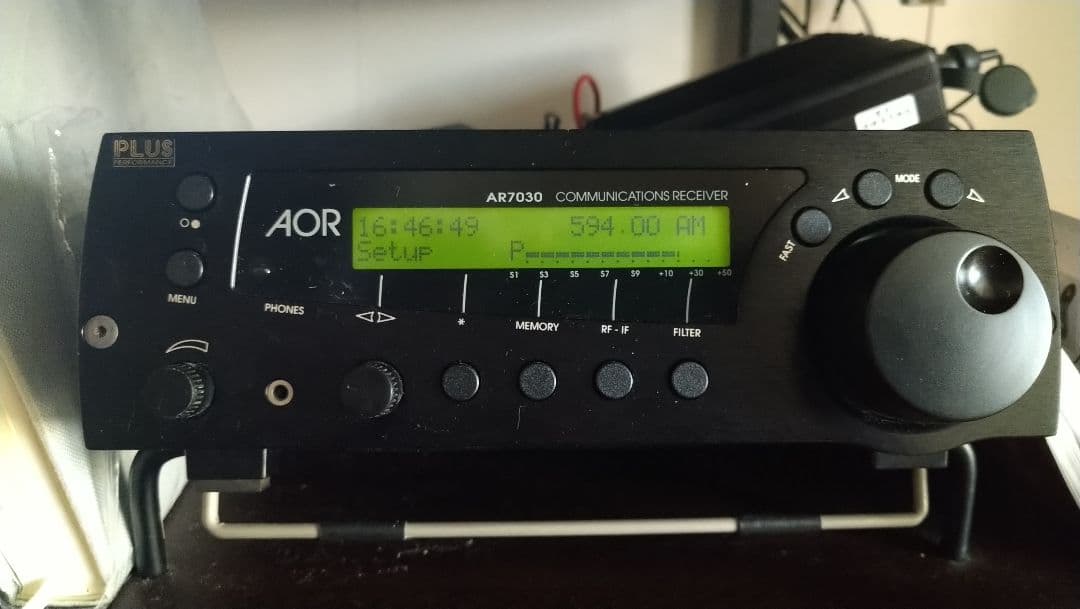 PLUS
PERFORMANCE
AR7030 COMMUNICATIONS RECEIVER
MODE
AOR
16:46:49 594.00 AM
Setup P
FAST
S1 S3 S5 S7 S9 +10 +30 +50
MENU
PHONES
*
MEMORY
RF - IF
FILTER